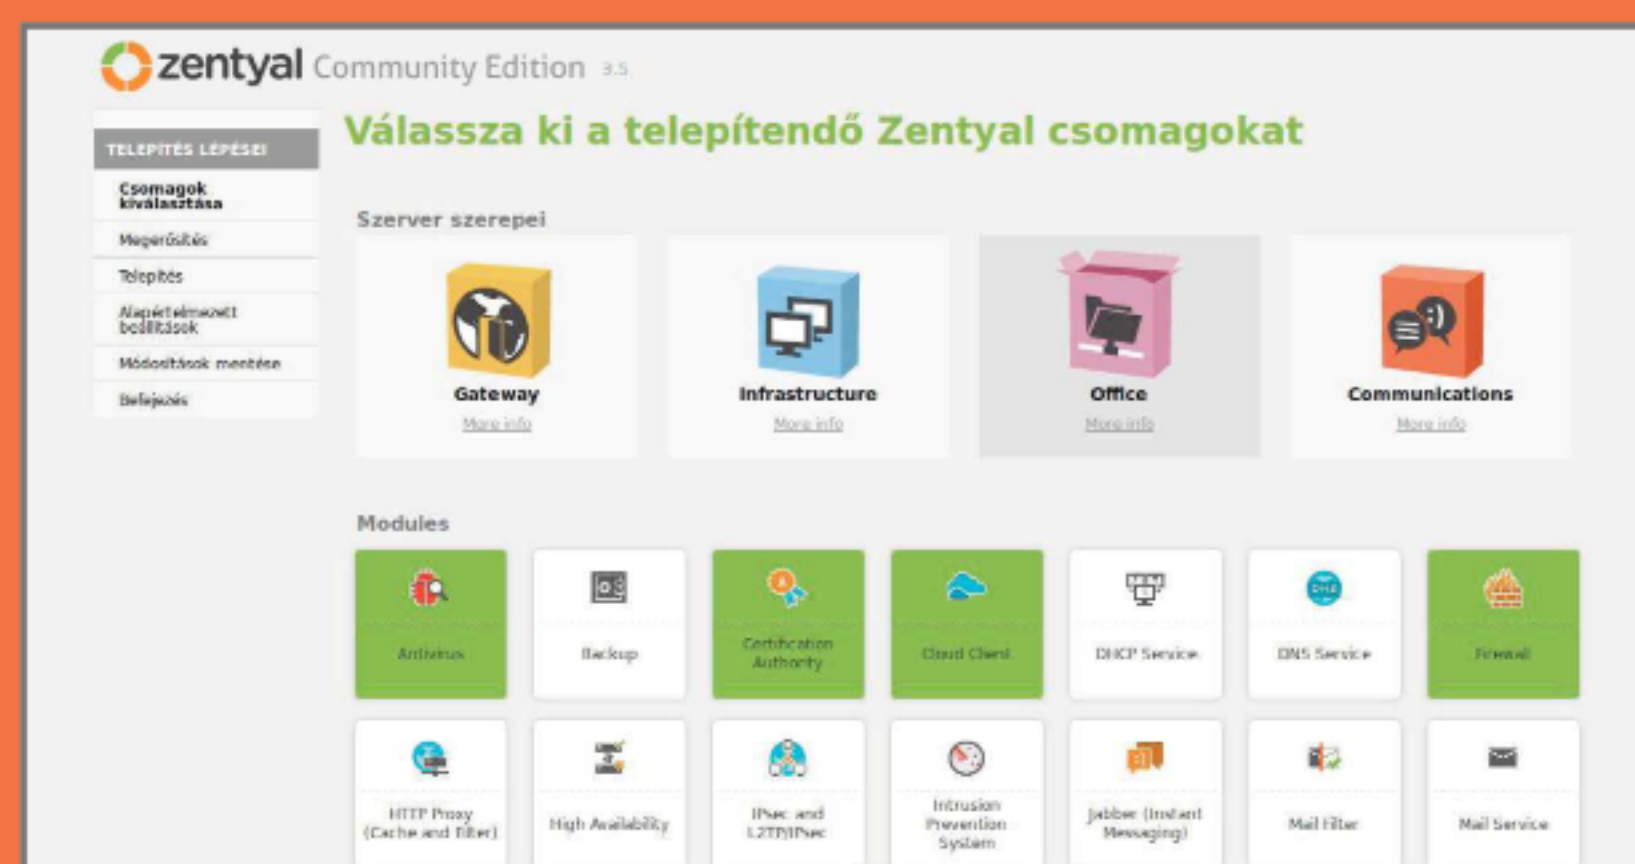 zentyal Community Edition 3.5
Válassza ki a telepítendő Zentyal csomagokat
TELEPÍTÉS LÉPÉSEI
Csomagok
kiválasztása
Megerősítés
Telepítés
Alapértelmezett
beállítások
Módosítások mentése
Befejezés
Szerver szerepei
Gateway
More info
Infrastructure
More info
Office
More info
Communications
More info
Modules
Antivirus
Backup
Certification
Authority
Cloud Client
DHCP Service
DNS Service
Firewall
HTTP Proxy
(Cache and Filter)
High Availability
IPsec and
L2TP/IPsec
Intrusion
Prevention
System
Jabber (Instant
Messaging)
Mail Filter
Mail Service